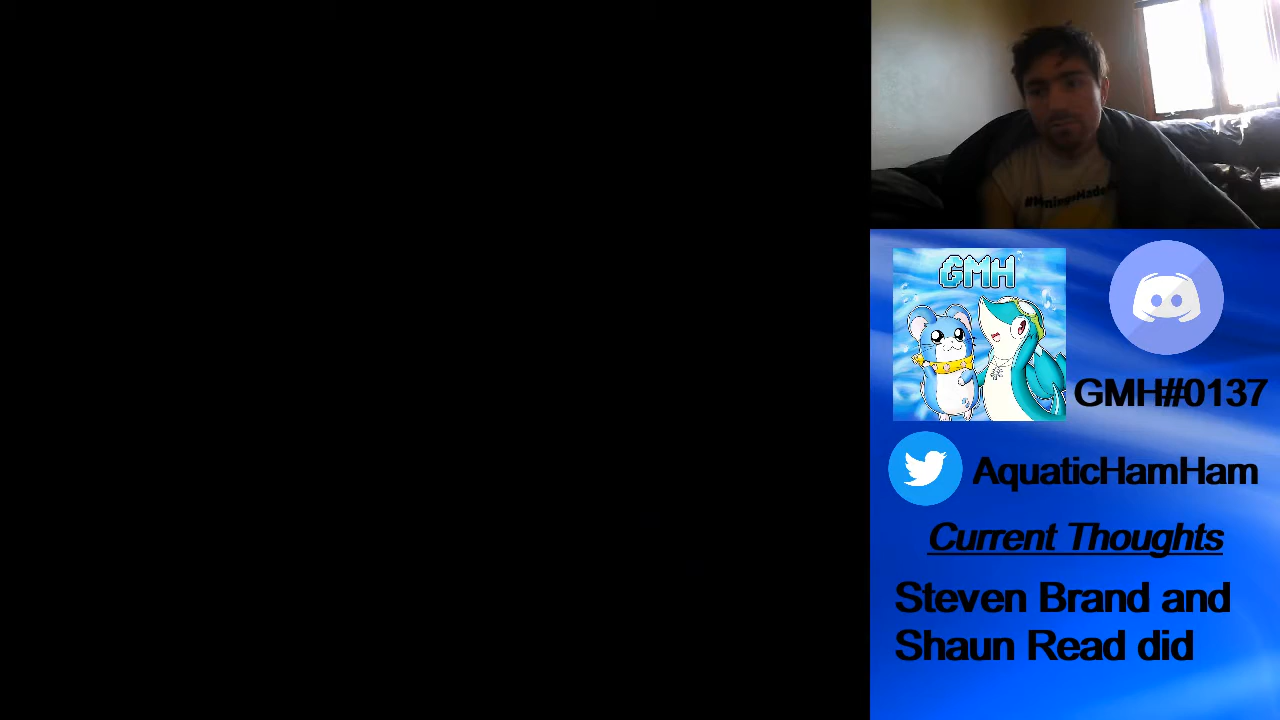 GMH
GMH#0137
AquaticHamHam
Current Thoughts
Steven Brand and
Shaun Read did